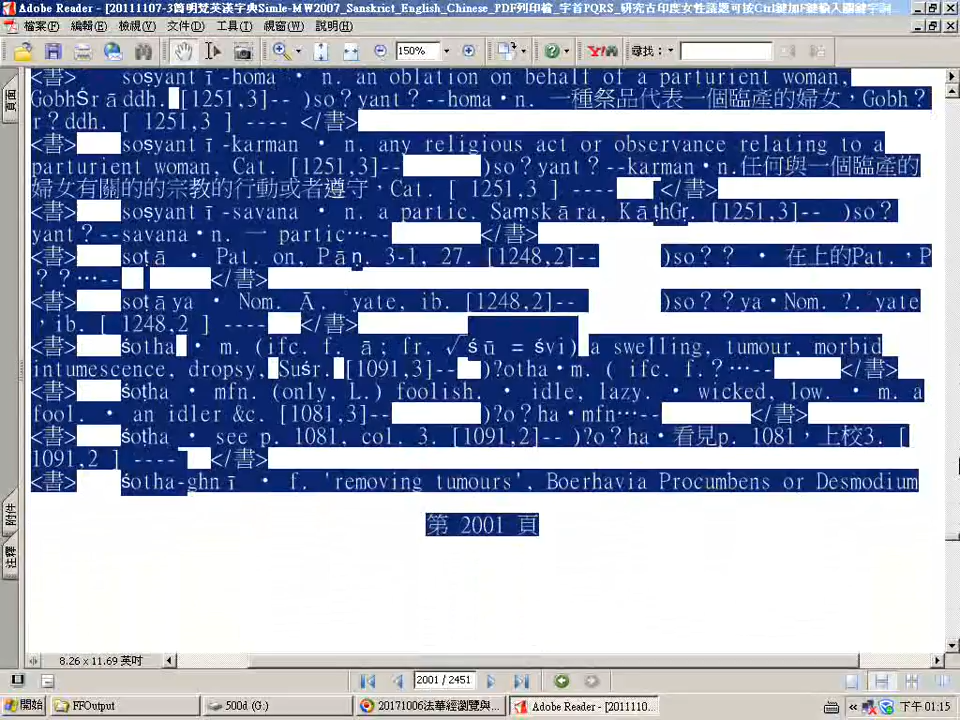 Adobe Reader - [20111107-3簡明梵英漢字典Simle-MW2007_Sanskrict_English_Chinese_PDF列印檔_字首PQRS_研究古印度女性議題可按Ctrl鍵加F鍵輸入關鍵字詞
檔案(F) 編輯(E) 檢視(V) 文件(D) 工具(T) 視窗(W) 說明(H)
150% Y! 尋找：
頁面
<書> soṣyantī-homa • n. an oblation on behalf of a parturient woman,
GobhŚrāddh. [1251,3]-- )so？yant？--homa•n. 一種祭品代表一個臨產的婦女，Gobh？
r？ddh. [ 1251,3 ] ---- </書>
<書> soṣyantī-karman • n. any religious act or observance relating to a
parturient woman, Cat. [1251,3]-- )so？yant？--karman•n.任何與一個臨產的
婦女有關的的宗教的行動或者遵守，Cat. [ 1251,3 ] ---- </書>
<書> soṣyantī-savana • n. a partic. Saṃskāra, KāṭhGṛ. [1251,3]-- )so？
yant？--savana•n. 一 partic…-- </書>
<書> soṭā • Pat. on, Pāṇ. 3-1, 27. [1248,2]-- )so？？ • 在上的Pat.，P
？？…-- </書>
<書> soṭāya • Nom. Ā. ˚yate, ib. [1248,2]-- )so？？ya•Nom. ?. ˚yate
，ib. [ 1248,2 ] ---- </書>
<書> śotha • m. (ifc. f. ā; fr. √śū = śvi) a swelling, tumour, morbid
intumescence, dropsy, Suśr. [1091,3]-- )?otha•m. ( ifc. f.？…-- </書>
<書> śoṭha • mfn. (only, L.) foolish. • idle, lazy. • wicked, low. • m. a
fool. • an idler &c. [1081,3]-- )?o？ha•mfn…-- </書>
<書> śoṭha • see p. 1081, col. 3. [1091,2]-- )?o？ha•看見p. 1081，上校3. [
1091,2 ] ---- </書>
<書> śotha-ghnī • f. 'removing tumours', Boerhavia Procumbens or Desmodium
第 2001 頁
附件
注釋
8.26 x 11.69 英吋
2001 / 2451
開始 FFOutput 500d (G:) 20171006法華經瀏覽與... Adobe Reader - [2011110... 下午 01:15